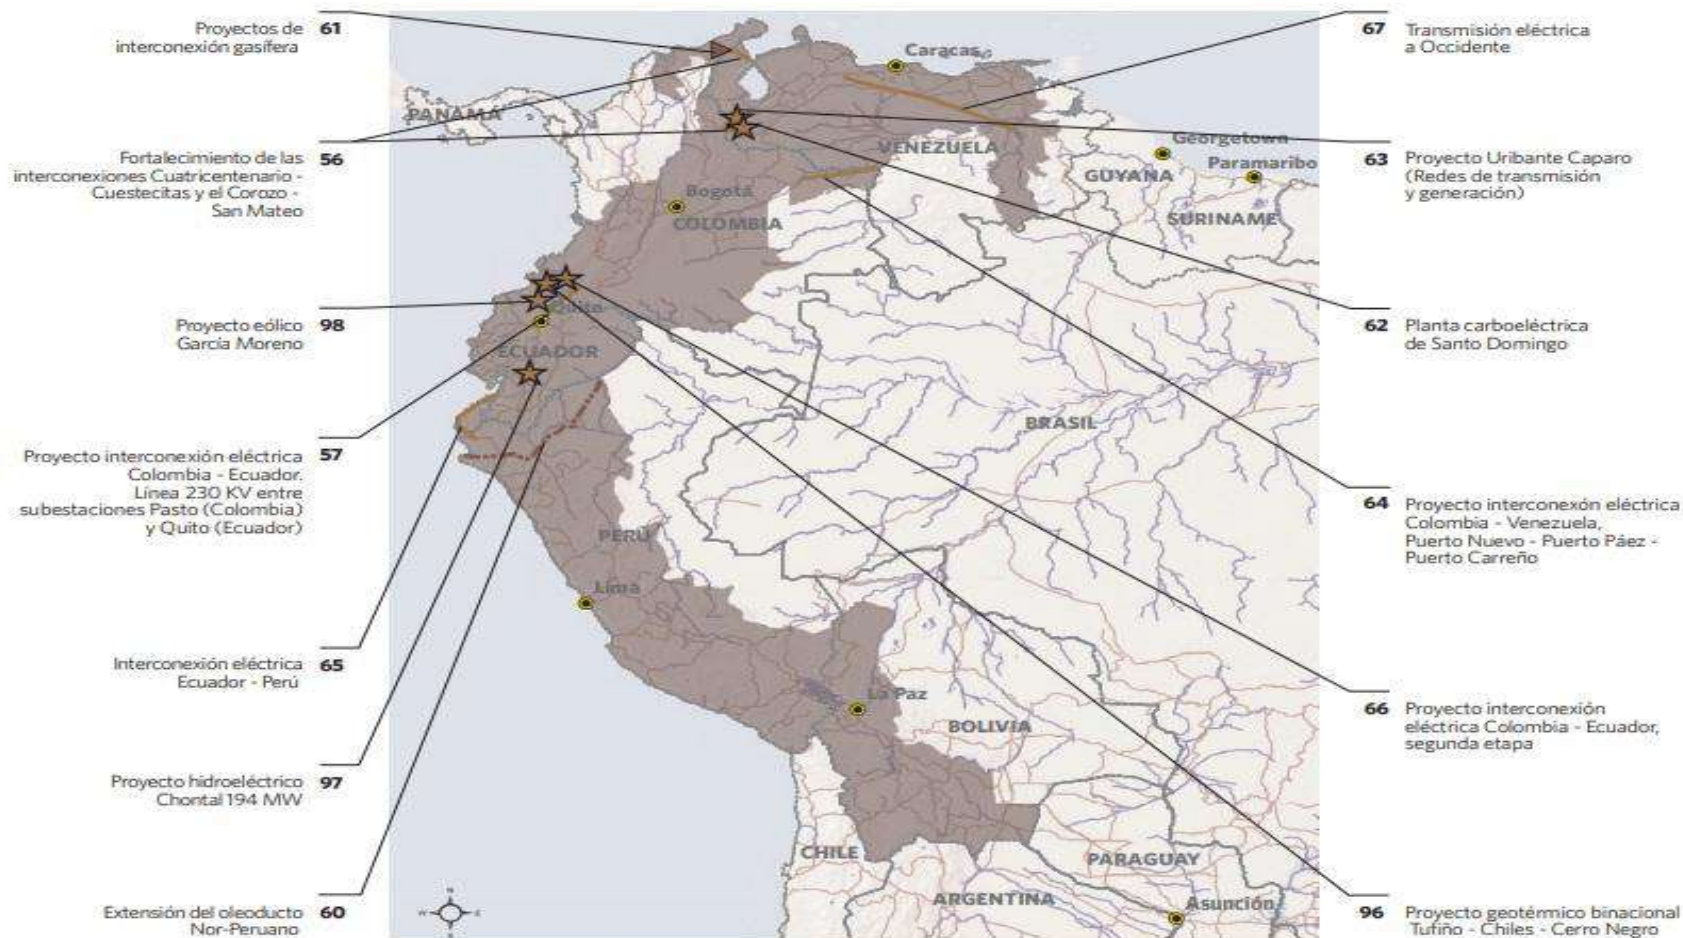 61 Proyectos de
interconexión gasífera
56 Fortalecimiento de las
interconexiones Cuatricentenario -
Cuestecitas y el Corozo -
San Mateo
98 Proyecto eólico
García Moreno
57 Proyecto interconexión eléctrica
Colombia - Ecuador.
Línea 230 KV entre
subestaciones Pasto (Colombia)
y Quito (Ecuador)
65 Interconexión eléctrica
Ecuador - Perú
97 Proyecto hidroeléctrico
Chontal 194 MW
60 Extensión del oleoducto
Nor-Peruano
Caracas
PANAMA
VENEZUELA
Georgetown
Paramaribo
GUYANA
SURINAME
Bogotá
COLOMBIA
Quito
ECUADOR
BRASIL
PERÚ
Lima
La Paz
BOLIVIA
CHILE
PARAGUAY
ARGENTINA
Asunción
N
W
E
67 Transmisión eléctrica
a Occidente
63 Proyecto Uribante Caparo
(Redes de transmisión
y generación)
62 Planta carboeléctrica
de Santo Domingo
64 Proyecto interconexón eléctrica
Colombia - Venezuela,
Puerto Nuevo - Puerto Páez -
Puerto Carreño
66 Proyecto interconexión
eléctrica Colombia - Ecuador,
segunda etapa
96 Proyecto geotérmico binacional
Tufiño - Chiles - Cerro Negro